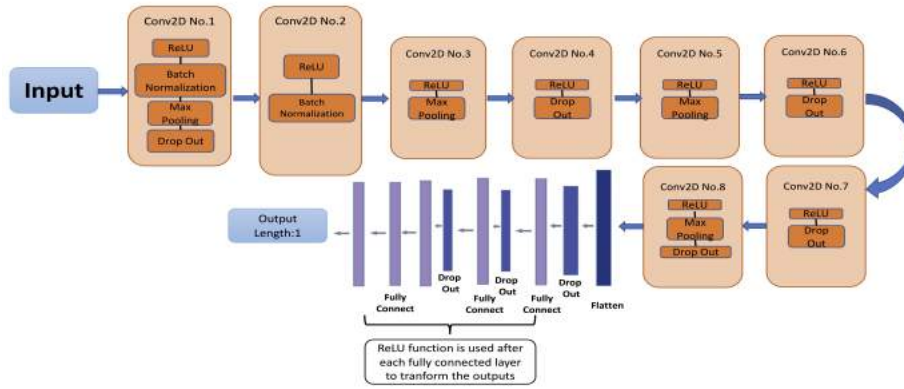 Input
Conv2D No.1
ReLU
Batch
Normalization
Max
Pooling
Drop Out
Conv2D No.2
ReLU
Batch
Normalization
Conv2D No.3
ReLU
Max
Pooling
Conv2D No.4
ReLU
Drop
Out
Conv2D No.5
ReLU
Max
Pooling
Conv2D No.6
ReLU
Drop
Out
Conv2D No.7
ReLU
Drop
Out
Conv2D No.8
ReLU
Max
Pooling
Drop Out
Flatten
Drop
Out
Fully
Connect
Drop
Out
Fully
Connect
Drop
Out
Fully
Connect
Output
Length:1
ReLU function is used after
each fully connected layer
to tranform the outputs